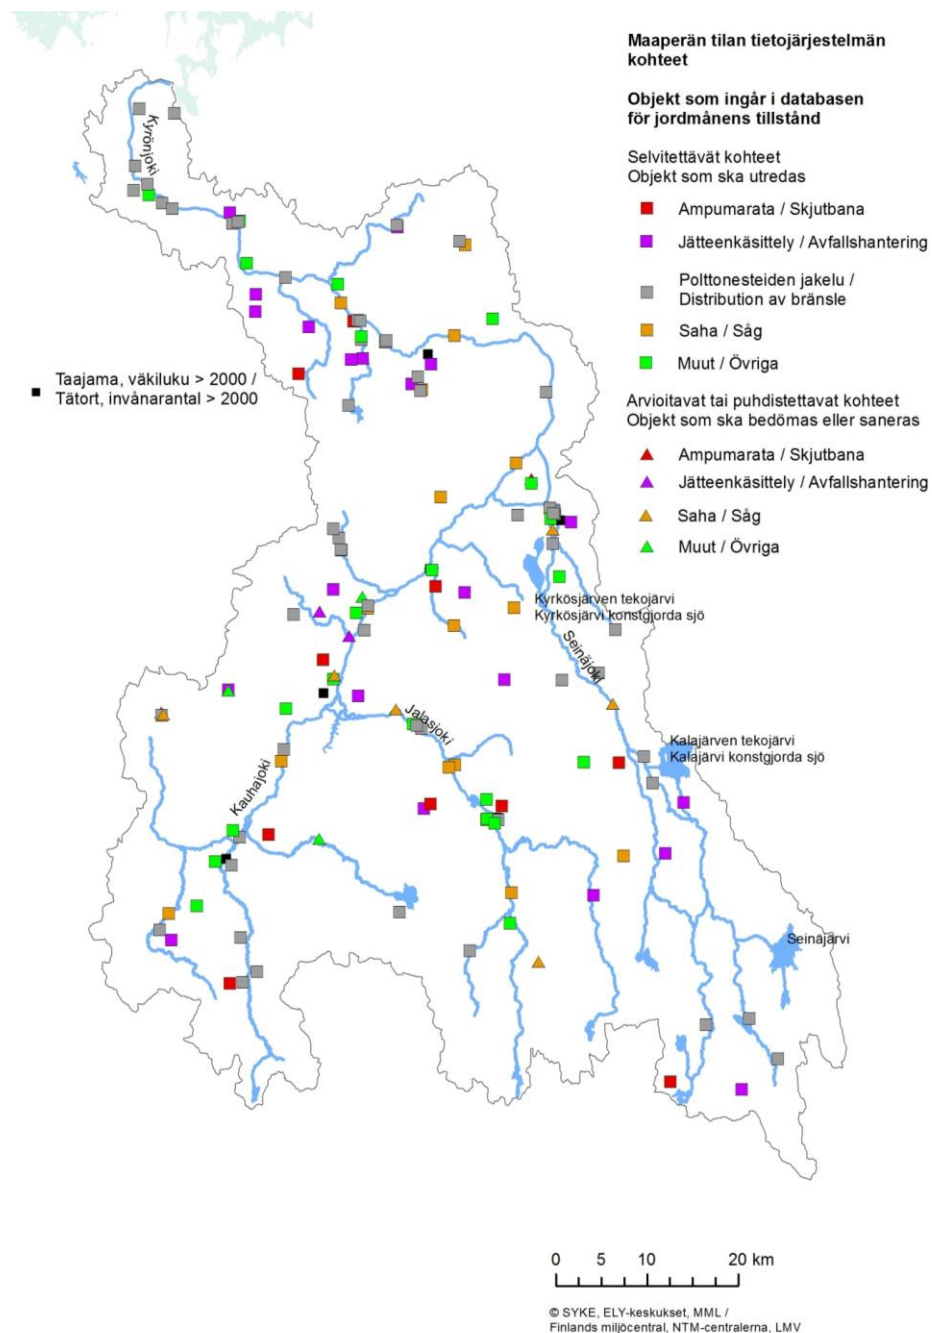 Maaperän tilan tietojärjestelmän
kohteet
Objekt som ingår i databasen
för jordmånens tillstånd
Selvitettävät kohteet
Objekt som ska utredas
Ampumarata / Skjutbana
Jätteenkäsittely / Avfallshantering
Polttonesteiden jakelu /
Distribution av bränsle
Saha / Såg
Muut / Övriga
Arvioitavat tai puhdistettavat kohteet
Objekt som ska bedömas eller saneras
Ampumarata / Skjutbana
Jätteenkäsittely / Avfallshantering
Saha / Såg
Muut / Övriga
Taajama, väkiluku > 2000 /
Tätort, invånarantal > 2000
Kyrönjoki
Kyrkösjärven tekojärvi
Kyrkösjärvi konstgjorda sjö
Seinäjoki
Jalasjoki
Kalajärven tekojärvi
Kalajärvi konstgjorda sjö
Kauhajoki
Seinäjärvi
0 5 10 20 km
© SYKE, ELY-keskukset, MML /
Finlands miljöcentral, NTM-centralerna, LMV